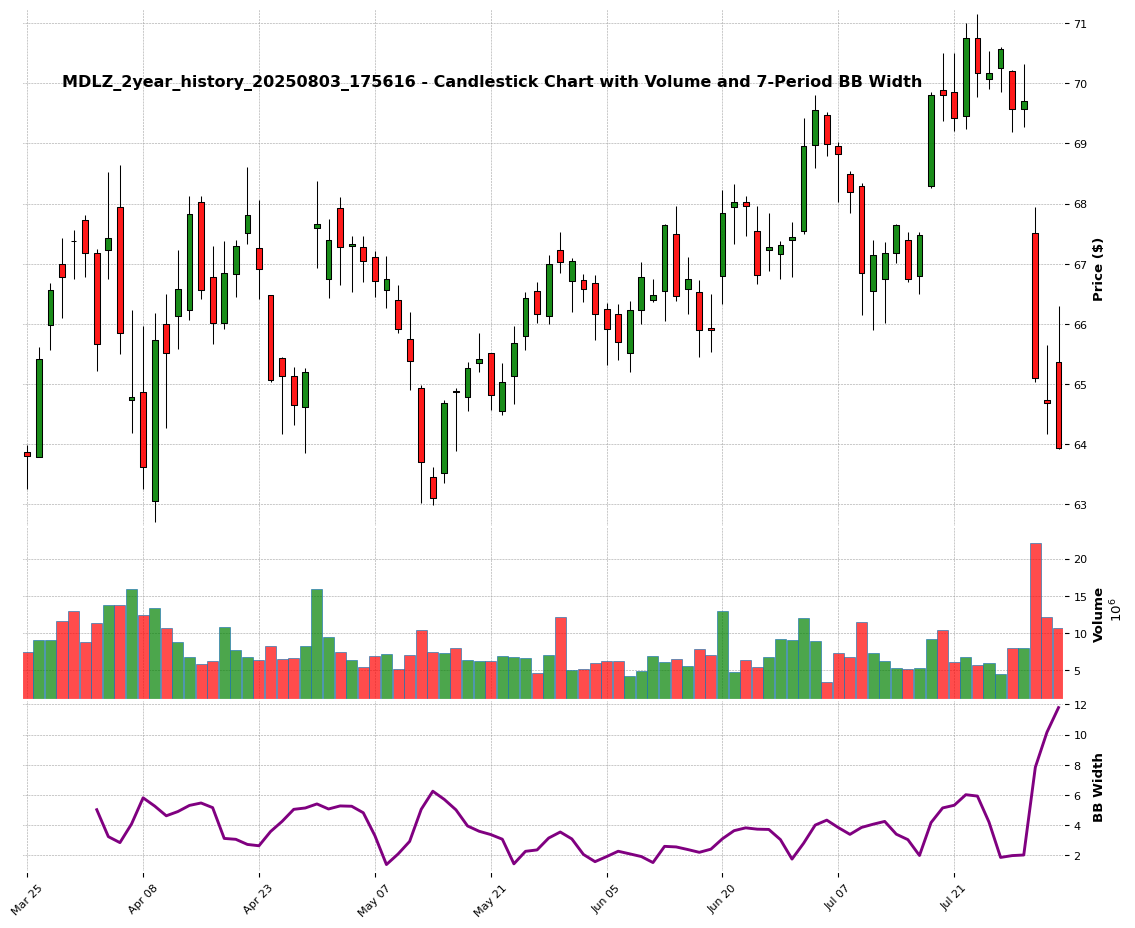 MDLZ_2year_history_20250803_175616 - Candlestick Chart with Volume and 7-Period BB Width
71
70
69
68
67
66
65
64
63
Price ($)
20
15
10
5
Volume
10^6
12
10
8
6
4
2
BB Width
Mar 25
Apr 08
Apr 23
May 07
May 21
Jun 05
Jun 20
Jul 07
Jul 21